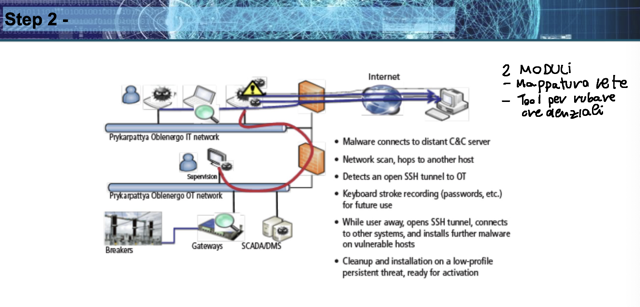 Step 2 -
2 MODULI
- Mappatura rete
- Tool per rubare
credenziali
Internet
Prykarpattya Oblenergo IT network
Supervision
Prykarpattya Oblenergo OT network
Breakers
Gateways
SCADA/DMS
• Malware connects to distant C&C server
• Network scan, hops to another host
• Detects an open SSH tunnel to OT
• Keyboard stroke recording (passwords, etc.)
for future use
• While user away, opens SSH tunnel, connects
to other systems, and installs further malware
on vulnerable hosts
• Cleanup and installation on a low-profile
persistent threat, ready for activation